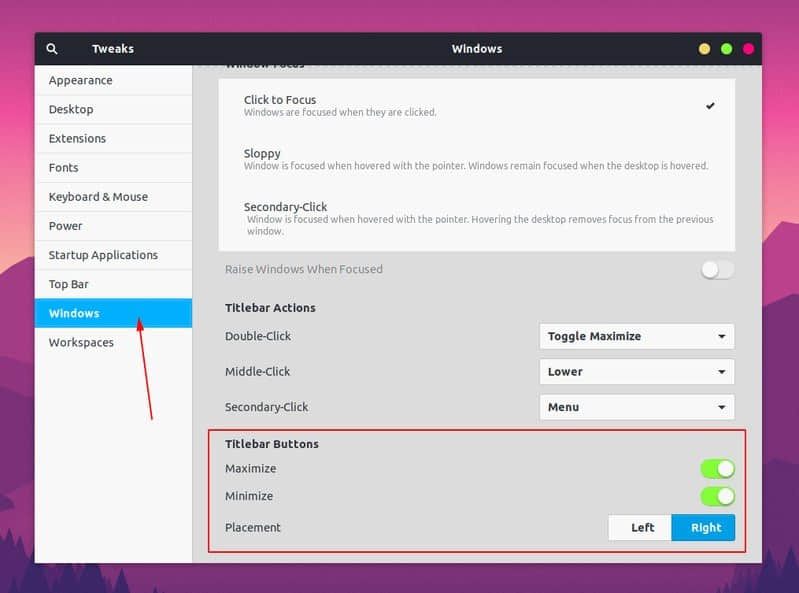 Tweaks
Windows
Appearance
Desktop
Extensions
Fonts
Keyboard & Mouse
Power
Startup Applications
Top Bar
Windows
Workspaces
Window Focus
Click to Focus
Windows are focused when they are clicked.
Sloppy
Window is focused when hovered with the pointer. Windows remain focused when the desktop is hovered.
Secondary-Click
Window is focused when hovered with the pointer. Hovering the desktop removes focus from the previous
window.
Raise Windows When Focused
Titlebar Actions
Double-Click
Toggle Maximize
Middle-Click
Lower
Secondary-Click
Menu
Titlebar Buttons
Maximize
Minimize
Placement
Left
Right